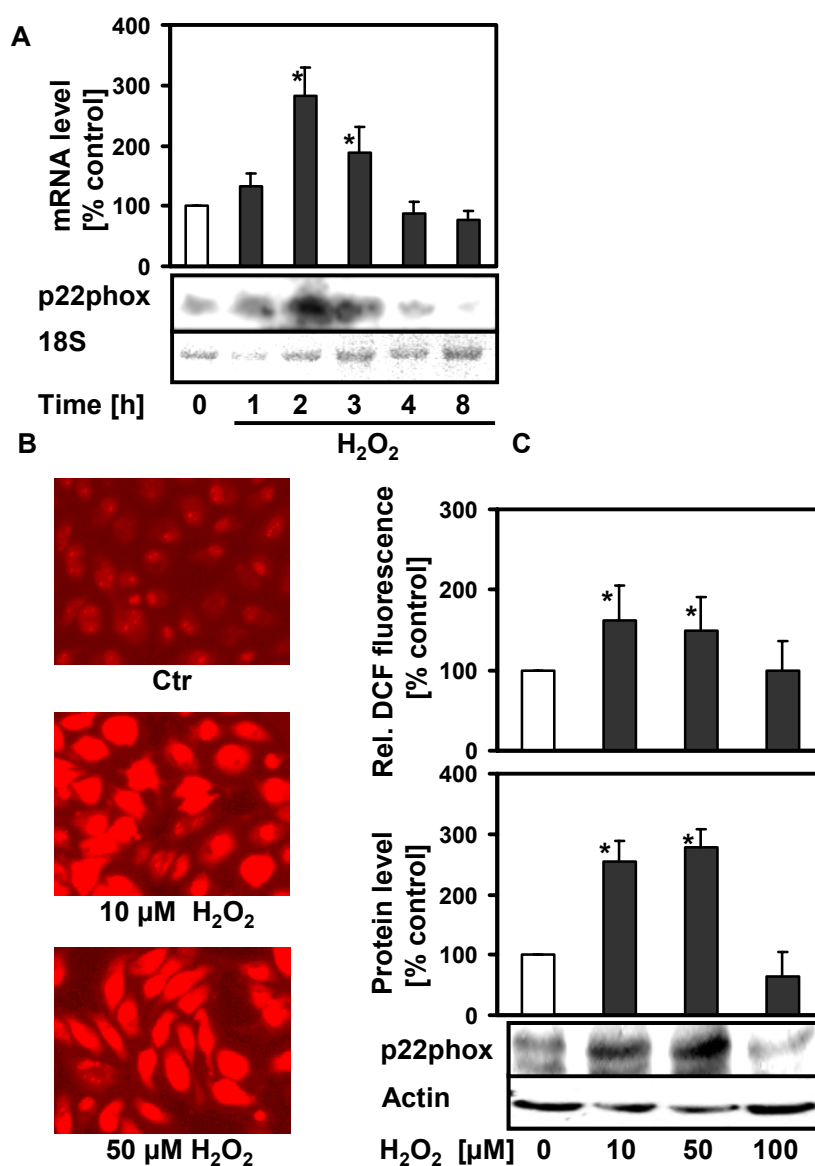 A
mRNA level
[% control]
400
300
200
100
0
*
*
p22phox
18S
Time [h] 0 1 2 3 4 8
H₂O₂
B
Ctr
10 µM H₂O₂
50 µM H₂O₂
C
Rel. DCF fluorescence
[% control]
300
200
100
0
*
*
Protein level
[% control]
400
300
200
100
0
*
*
p22phox
Actin
H₂O₂ [µM] 0 10 50 100